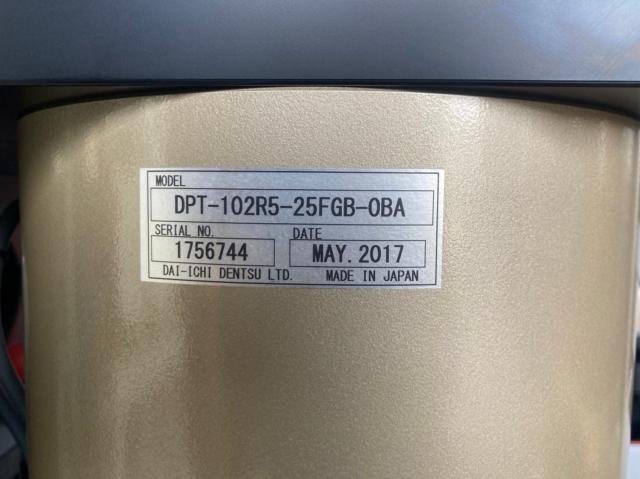 MODEL
DPT-102R5-25FGB-0BA
SERIAL NO. DATE
1756744 MAY. 2017
DAI-ICHI DENTSU LTD. MADE IN JAPAN